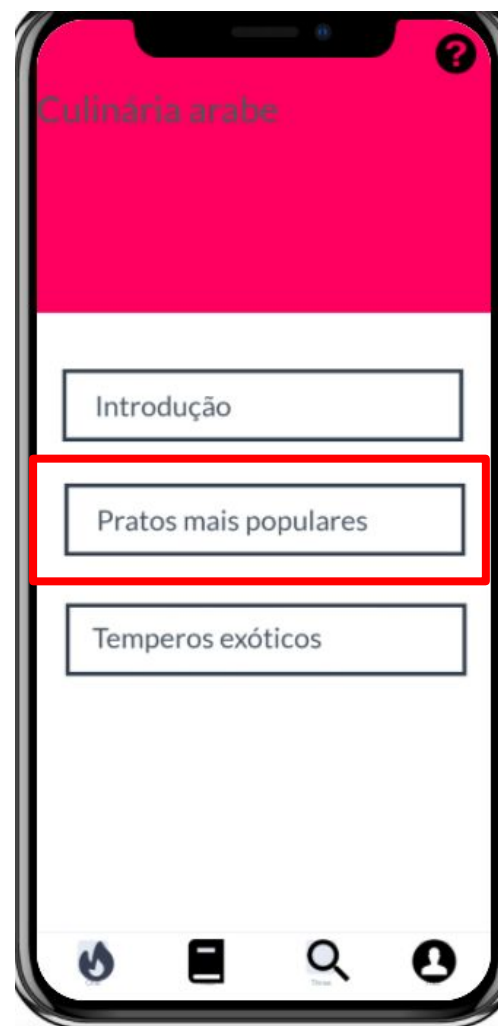 ?
Culinária arabe
Introdução
Pratos mais populares
Temperos exóticos